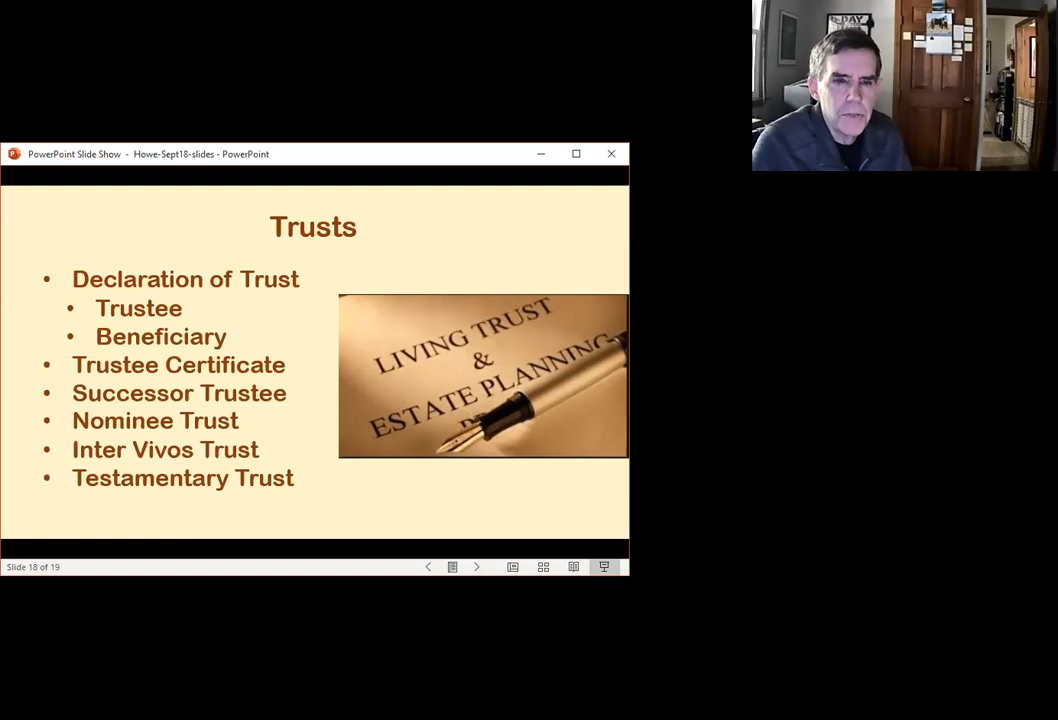 DAY
PowerPoint Slide Show - Howe-Sept18-slides - PowerPoint
Trusts
• Declaration of Trust
• Trustee
• Beneficiary
• Trustee Certificate
• Successor Trustee
• Nominee Trust
• Inter Vivos Trust
• Testamentary Trust
LIVING TRUST
&
ESTATE PLANNING
Slide 18 of 19